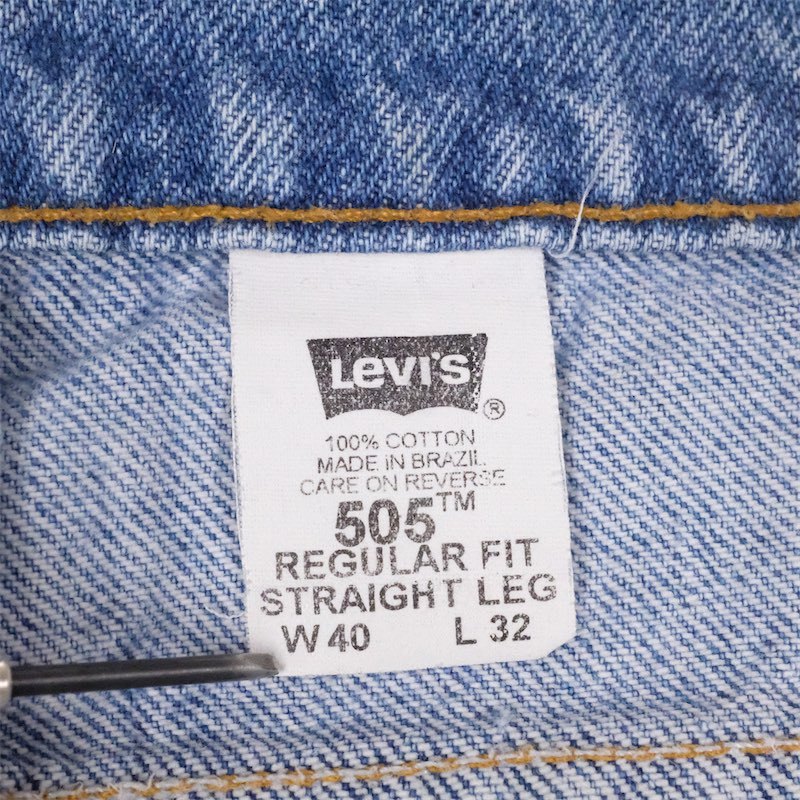 Levi's
®
100% COTTON
MADE IN BRAZIL
CARE ON REVERSE
505™
REGULAR FIT
STRAIGHT LEG
W 40 L 32